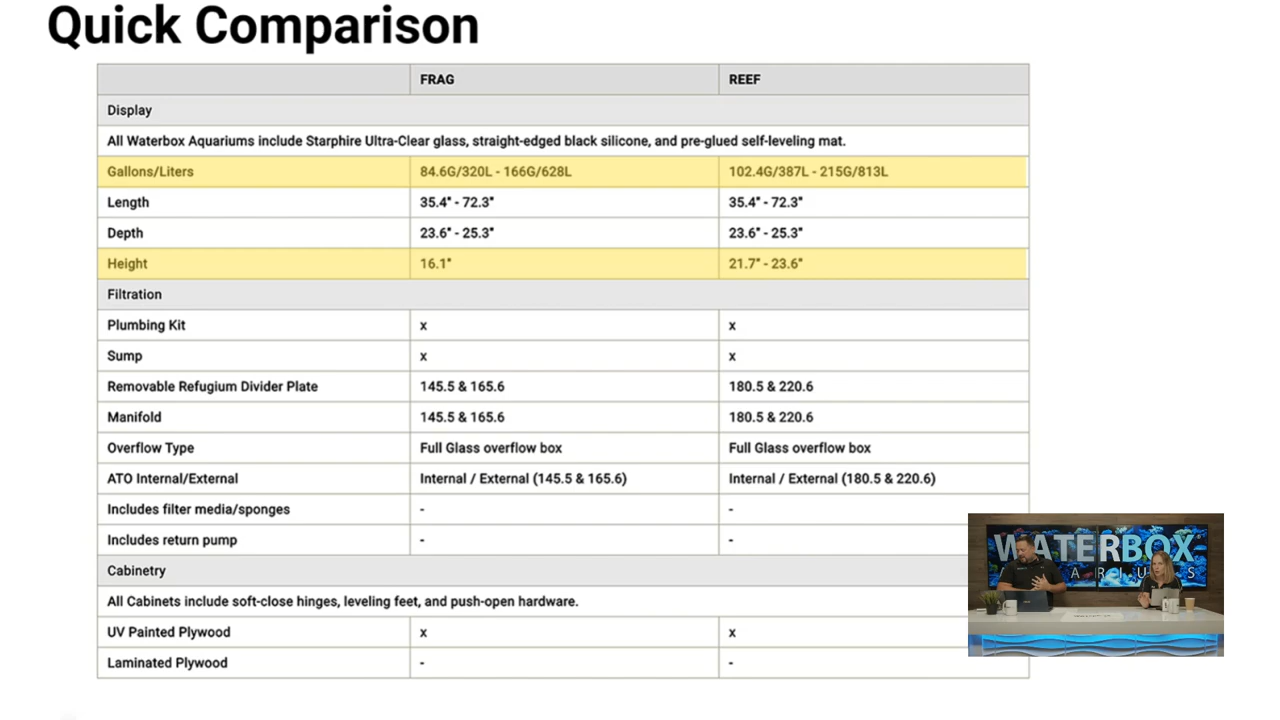 Quick Comparison
FRAG REEF
Display
All Waterbox Aquariums include Starphire Ultra-Clear glass, straight-edged black silicone, and pre-glued self-leveling mat.
Gallons/Liters 84.6G/320L - 166G/628L 102.4G/387L - 215G/813L
Length 35.4" - 72.3" 35.4" - 72.3"
Depth 23.6" - 25.3" 23.6" - 25.3"
Height 16.1" 21.7" - 23.6"
Filtration
Plumbing Kit x x
Sump x x
Removable Refugium Divider Plate 145.5 & 165.6 180.5 & 220.6
Manifold 145.5 & 165.6 180.5 & 220.6
Overflow Type Full Glass overflow box Full Glass overflow box
ATO Internal/External Internal / External (145.5 & 165.6) Internal / External (180.5 & 220.6)
Includes filter media/sponges - -
Includes return pump - -
Cabinetry
All Cabinets include soft-close hinges, leveling feet, and push-open hardware.
UV Painted Plywood x x
Laminated Plywood - -
WATERBOX